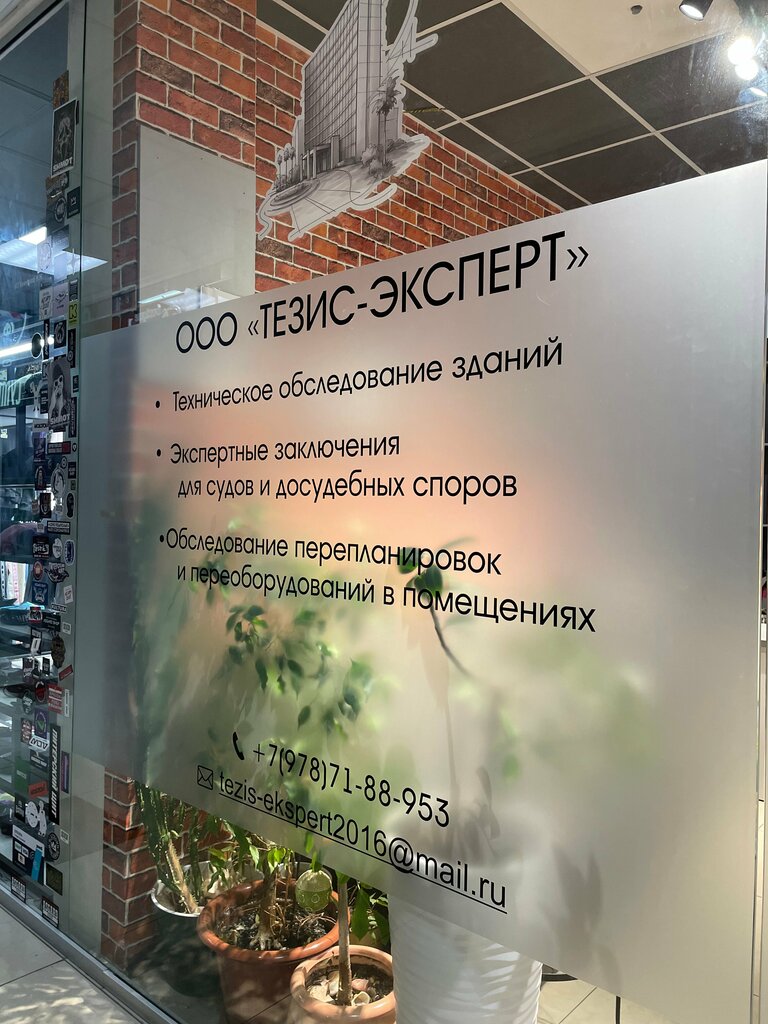 ООО «ТЕЗИС-ЭКСПЕРТ»
• Техническое обследование зданий
• Экспертные заключения
для судов и досудебных споров
• Обследование перепланировок
и переоборудований в помещениях
+7(978)71-88-953
tezis-ekspert2016@mail.ru